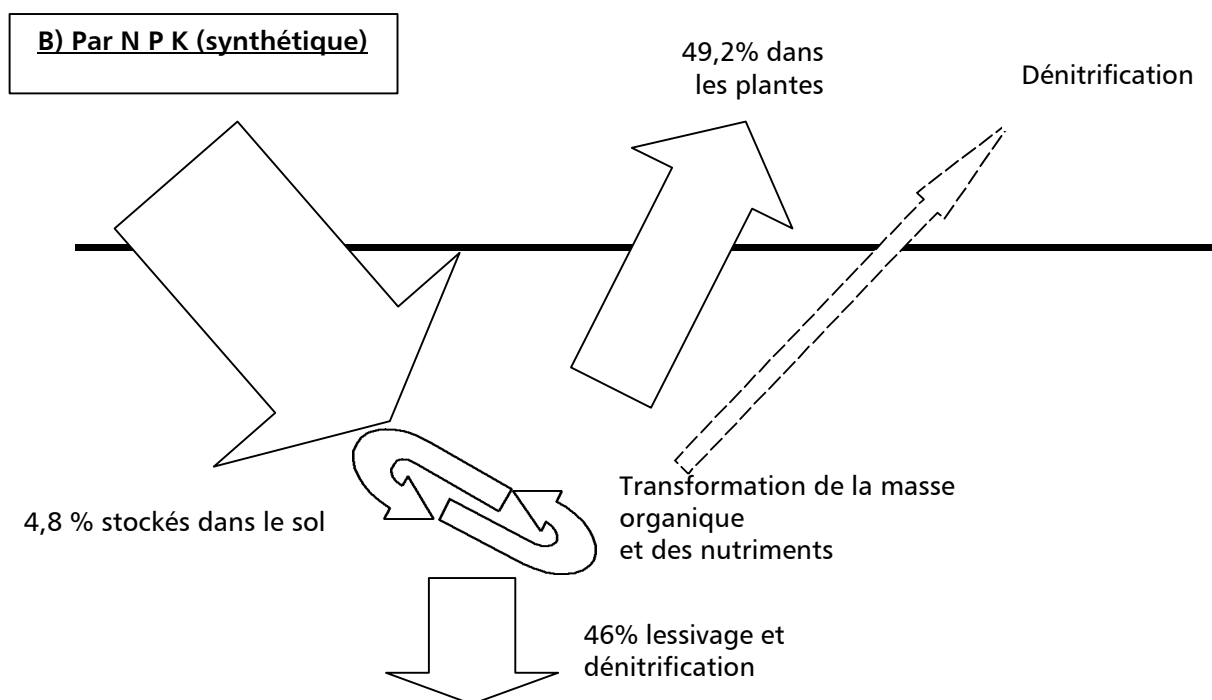 B) Par N P K (synthétique)
49,2% dans
les plantes
Dénitrification
4,8 % stockés dans le sol
Transformation de la masse
organique
et des nutriments
46% lessivage et
dénitrification